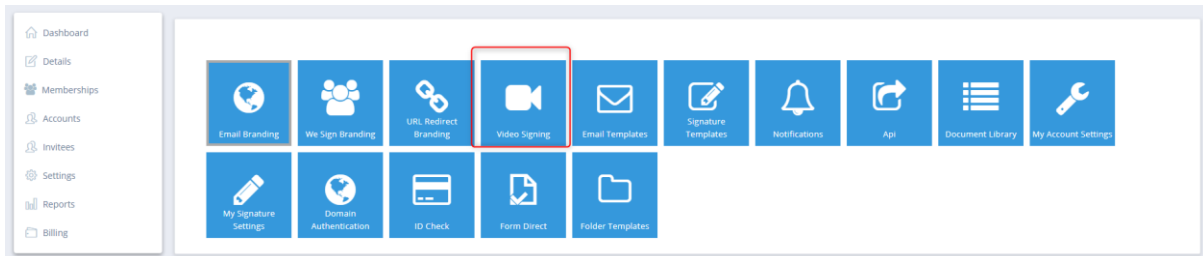 Dashboard
Details
Memberships
Accounts
Invitees
Settings
Reports
Billing
Email Branding
We Sign Branding
URL Redirect
Branding
Video Signing
Email Templates
Signature
Templates
Notifications
Api
Document Library
My Account Settings
My Signature
Settings
Domain
Authentication
ID Check
Form Direct
Folder Templates